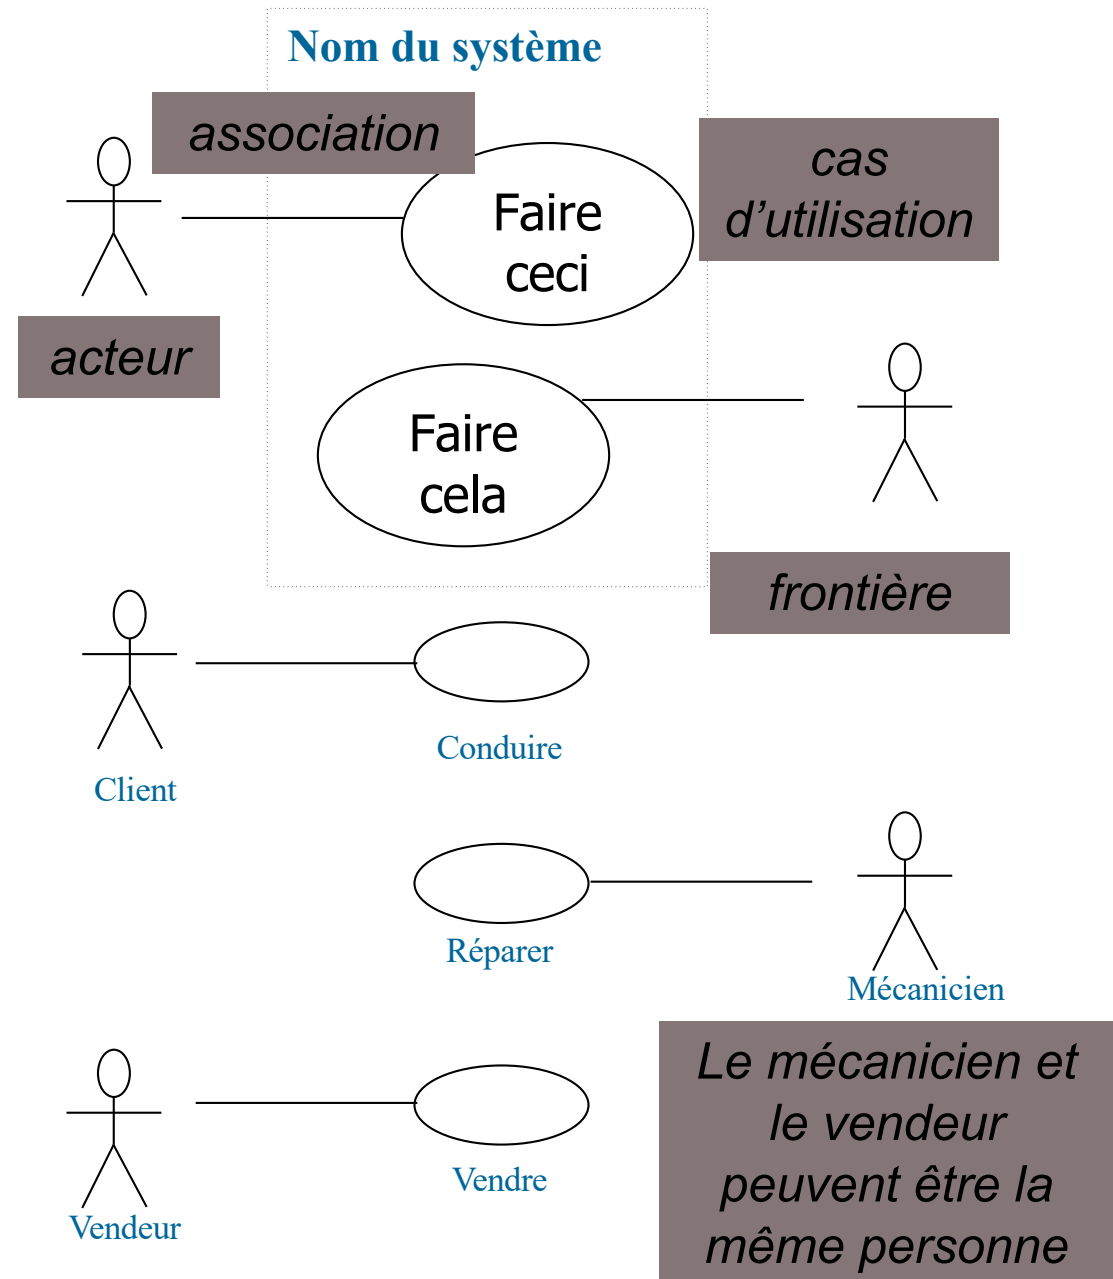 Nom du système
association
cas
d’utilisation
Faire
ceci
acteur
Faire
cela
frontière
Conduire
Client
Réparer
Mécanicien
Le mécanicien et
le vendeur
peuvent être la
même personne
Vendre
Vendeur